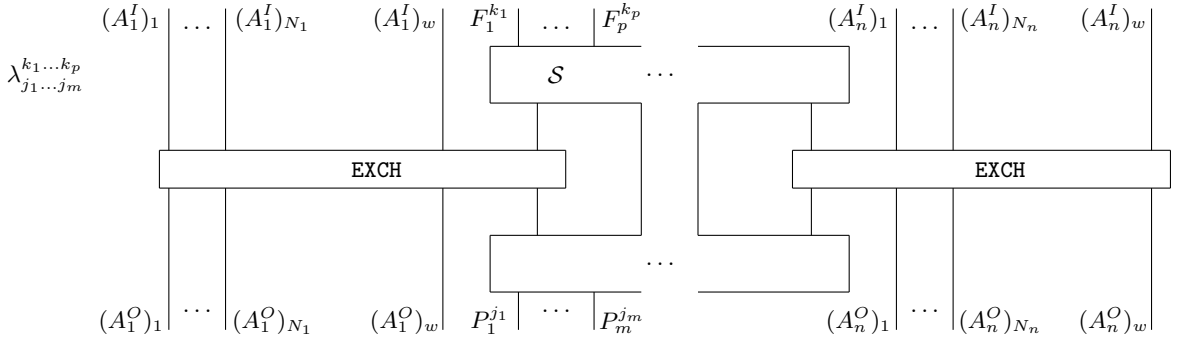 (A_1^I)_1 … (A_1^I)_{N_1} (A_1^I)_w F_1^{k_1} … F_p^{k_p} (A_n^I)_1 … (A_n^I)_{N_n} (A_n^I)_w
λ_{j_1…j_m}^{k_1…k_p} 𝒮 …
EXCH EXCH
…
(A_1^O)_1 … (A_1^O)_{N_1} (A_1^O)_w P_1^{j_1} … P_m^{j_m} (A_n^O)_1 … (A_n^O)_{N_n} (A_n^O)_w